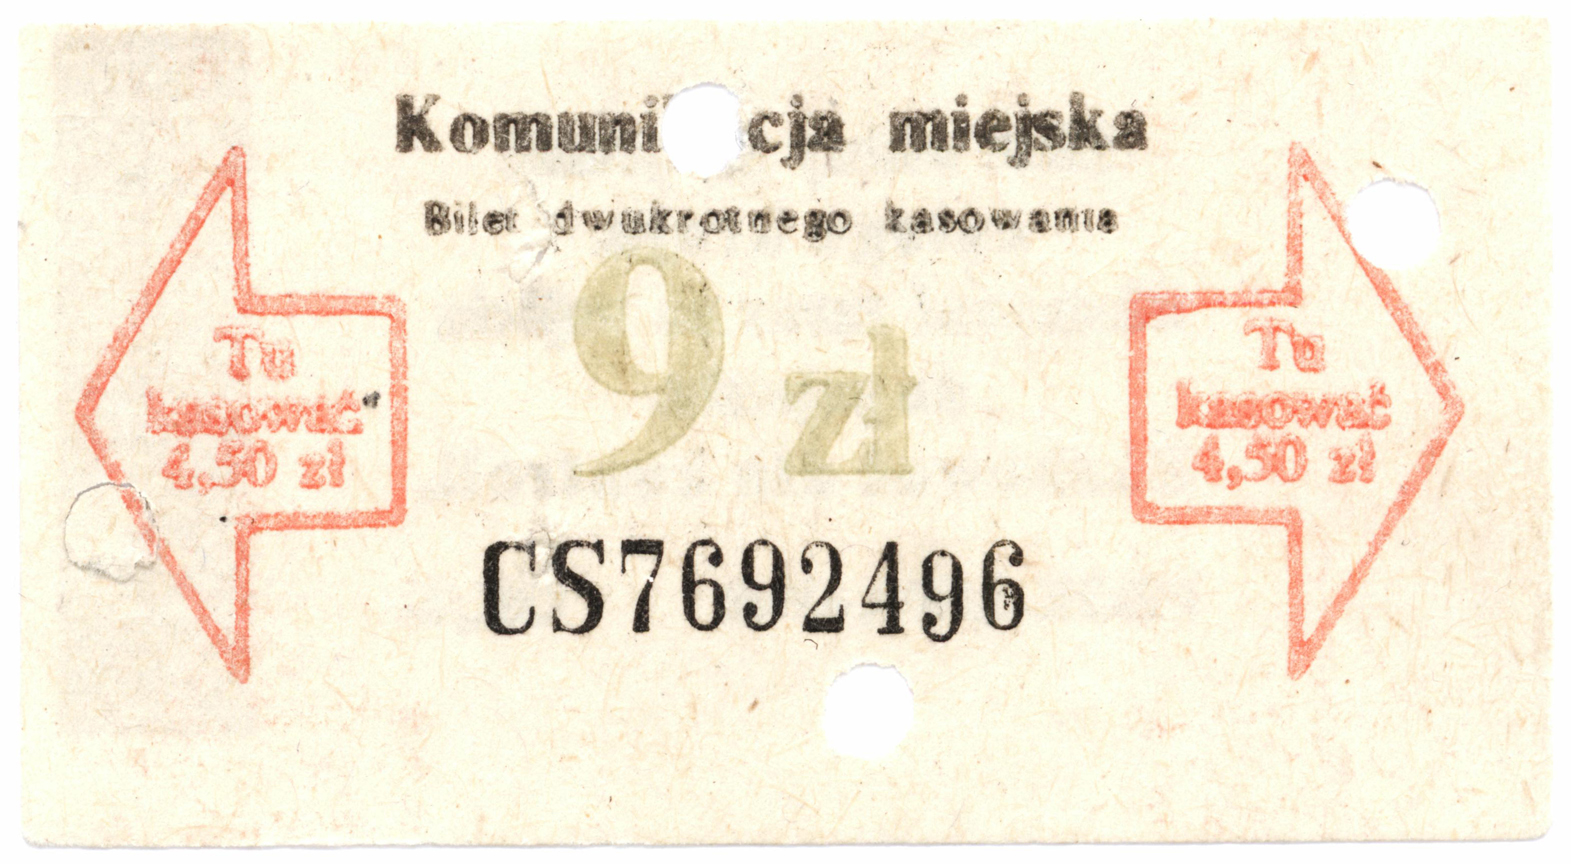 Komuni cja miejska
Bilet dwukrotnego kasowania
9 zł
Tu
kasować
4,50 zł
Tu
kasować
4,50 zł
CS7692496